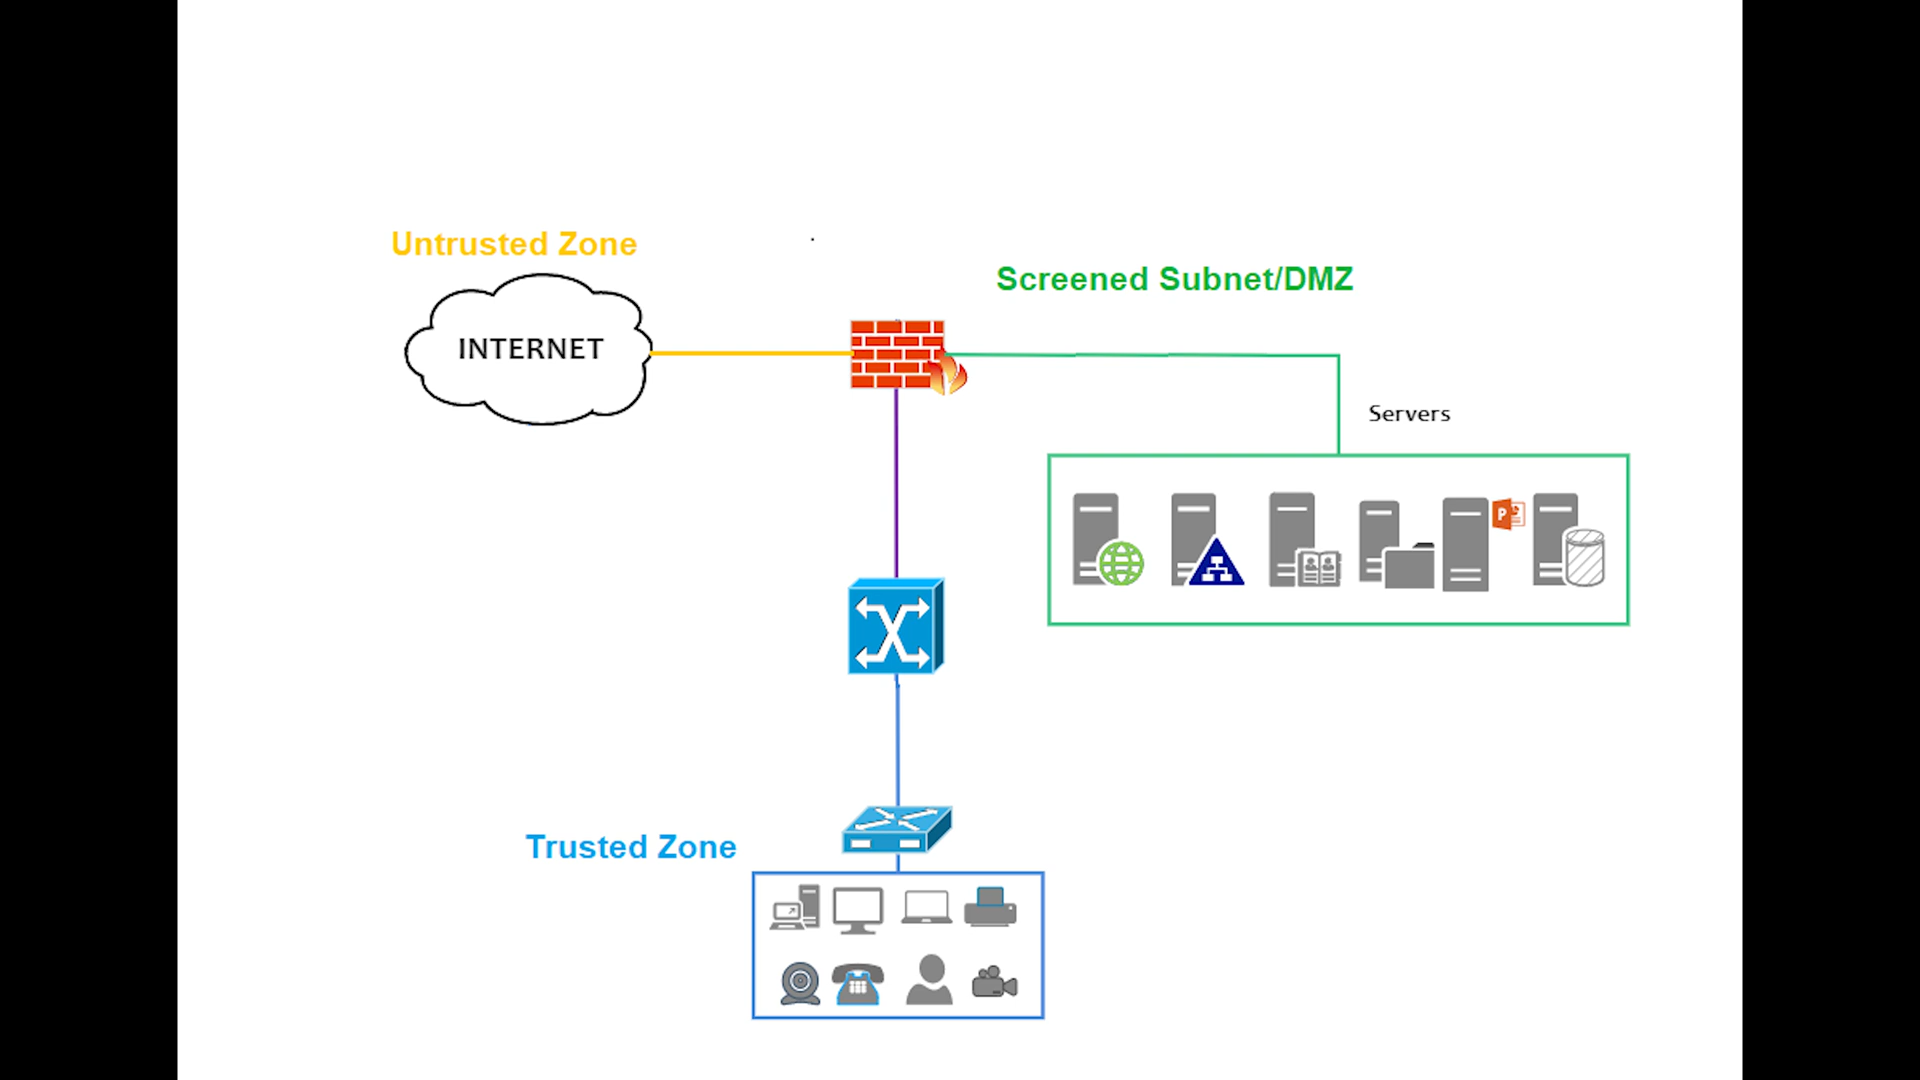 Untrusted Zone
Screened Subnet/DMZ
INTERNET
Servers
P
Trusted Zone